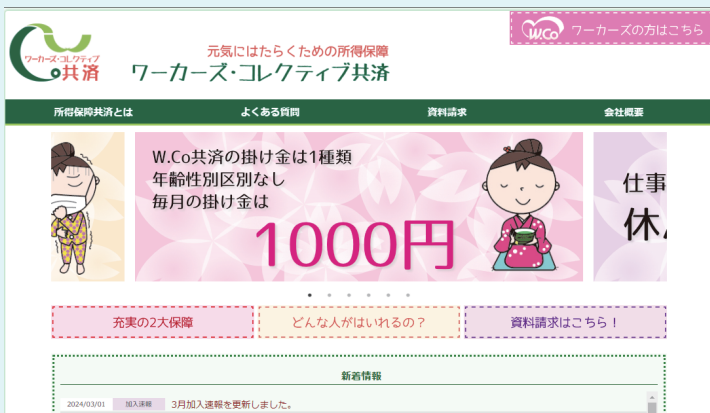 ワーカーズ・コレクティブ
共済
元気にはたらくための所得保障
ワーカーズ・コレクティブ共済
W.Co ワーカーズの方はこちら
所得保障共済とは よくある質問 資料請求 会社概要
W.Co共済の掛け金は1種類
年齢性別区別なし
毎月の掛け金は
1000円
仕事
休
充実の2大保障 どんな人がはいれるの？ 資料請求はこちら！
新着情報
2024/03/01 加入速報 3月加入速報を更新しました。